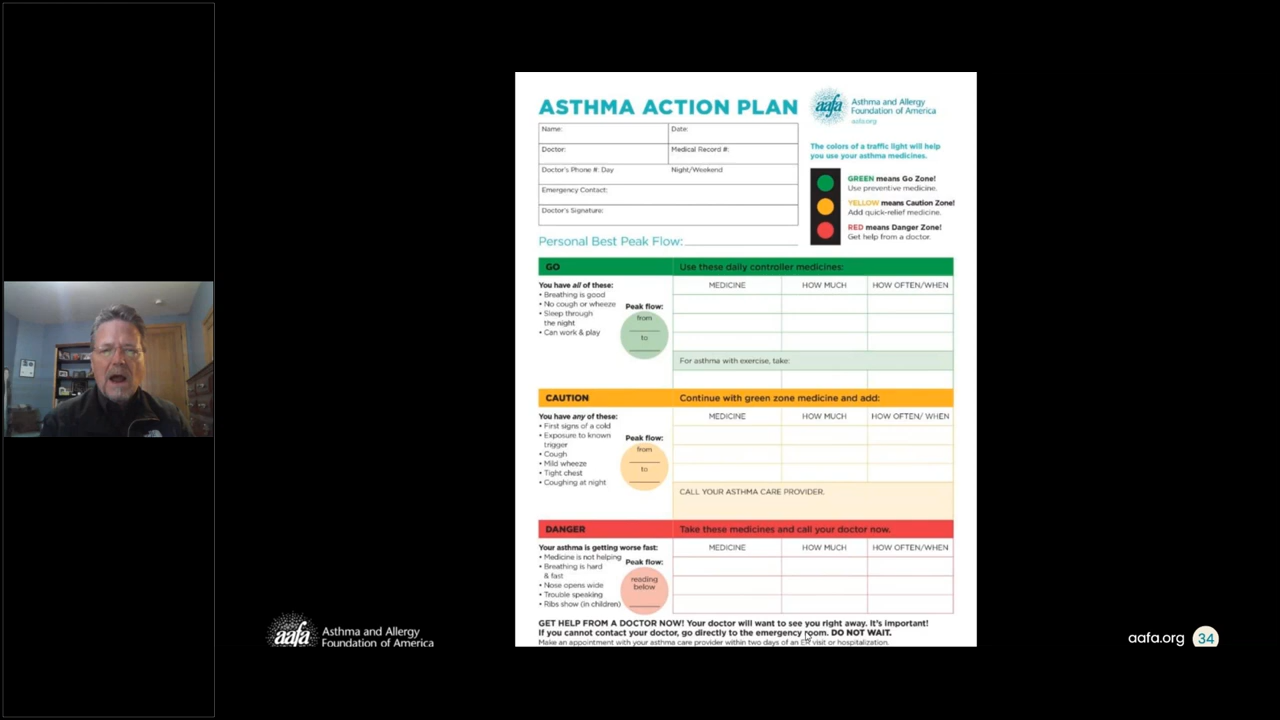 ASTHMA ACTION PLAN
aafa
Asthma and Allergy
Foundation of America
aafa.org
Name:
Date:
Doctor:
Medical Record #:
Doctor's Phone #: Day
Night/Weekend
Emergency Contact:
Doctor's Signature:
Personal Best Peak Flow:
The colors of a traffic light will help
you use your asthma medicines.
GREEN means Go Zone!
Use preventive medicine.
YELLOW means Caution Zone!
Add quick-relief medicine.
RED means Danger Zone!
Get help from a doctor.
GO
Use these daily controller medicines:
You have all of these:
• Breathing is good
• No cough or wheeze
• Sleep through
the night
• Can work & play
Peak flow:
from
to
MEDICINE
HOW MUCH
HOW OFTEN/WHEN
For asthma with exercise, take:
CAUTION
Continue with green zone medicine and add:
You have any of these:
• First signs of a cold
• Exposure to known
trigger
• Cough
• Mild wheeze
• Tight chest
• Coughing at night
Peak flow:
from
to
MEDICINE
HOW MUCH
HOW OFTEN/ WHEN
CALL YOUR ASTHMA CARE PROVIDER.
DANGER
Take these medicines and call your doctor now.
Your asthma is getting worse fast:
• Medicine is not helping
• Breathing is hard
& fast
• Nose opens wide
• Trouble speaking
• Ribs show (in children)
Peak flow:
reading
below
MEDICINE
HOW MUCH
HOW OFTEN/WHEN
GET HELP FROM A DOCTOR NOW! Your doctor will want to see you right away. It's important!
If you cannot contact your doctor, go directly to the emergency room. DO NOT WAIT.
Make an appointment with your asthma care provider within two days of an ER visit or hospitalization.
aafa
Asthma and Allergy
Foundation of America
aafa.org
34